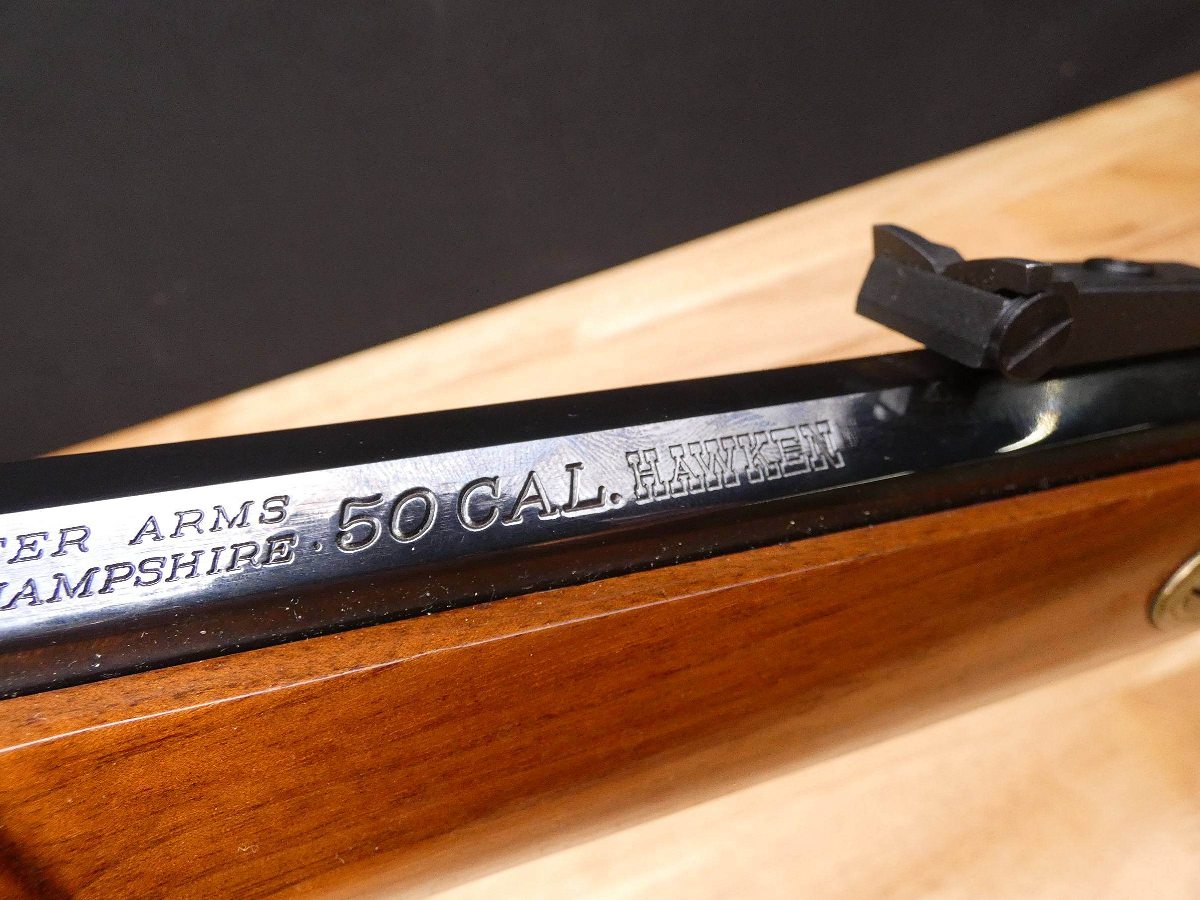 TER ARMS
HAMPSHIRE · 50 CAL. HAWKEN